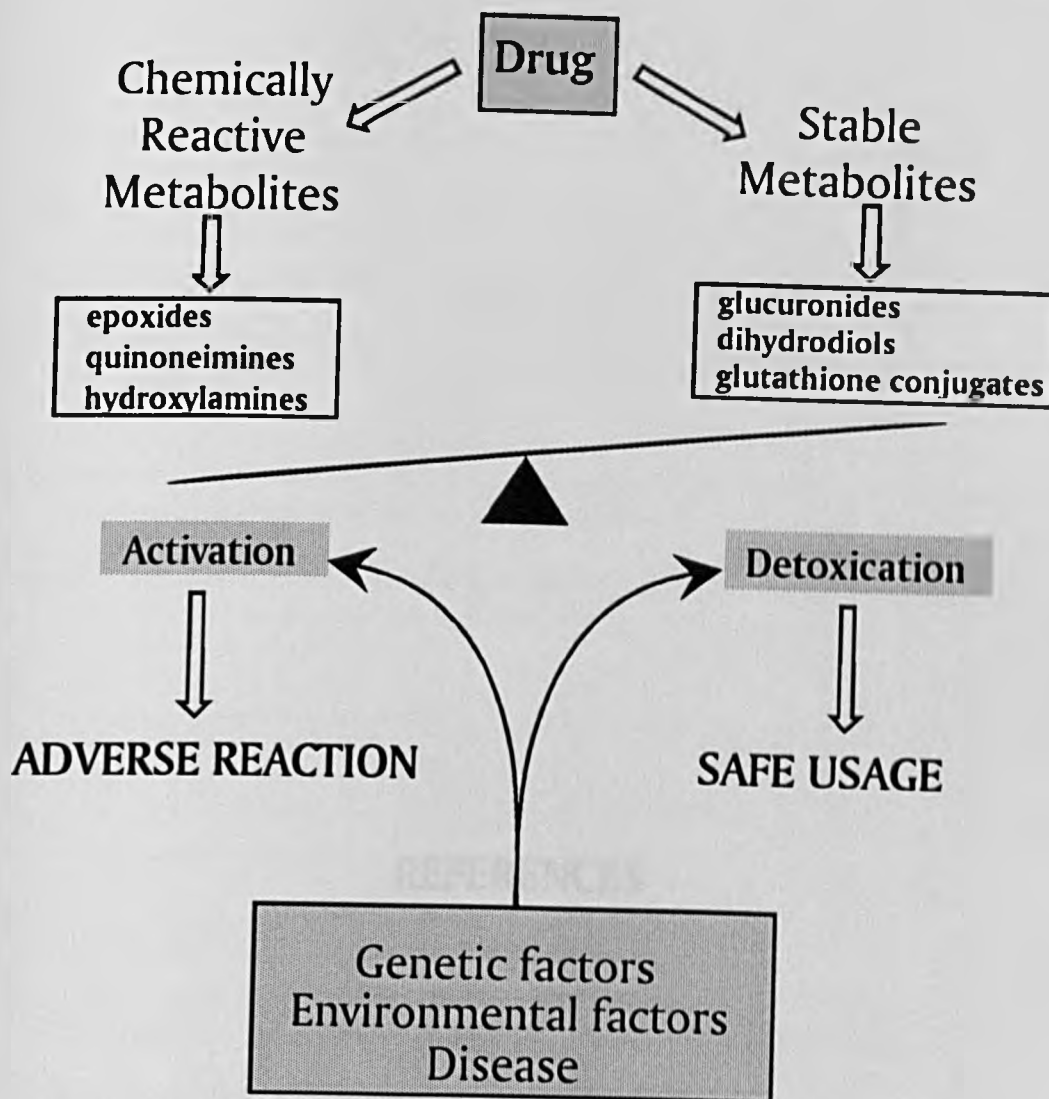 Drug
Chemically
Reactive
Metabolites
Stable
Metabolites
epoxides
quinoneimines
hydroxylamines
glucuronides
dihydrodiols
glutathione conjugates
Activation
Detoxication
ADVERSE REACTION
SAFE USAGE
REFERENCES
Genetic factors
Environmental factors
Disease